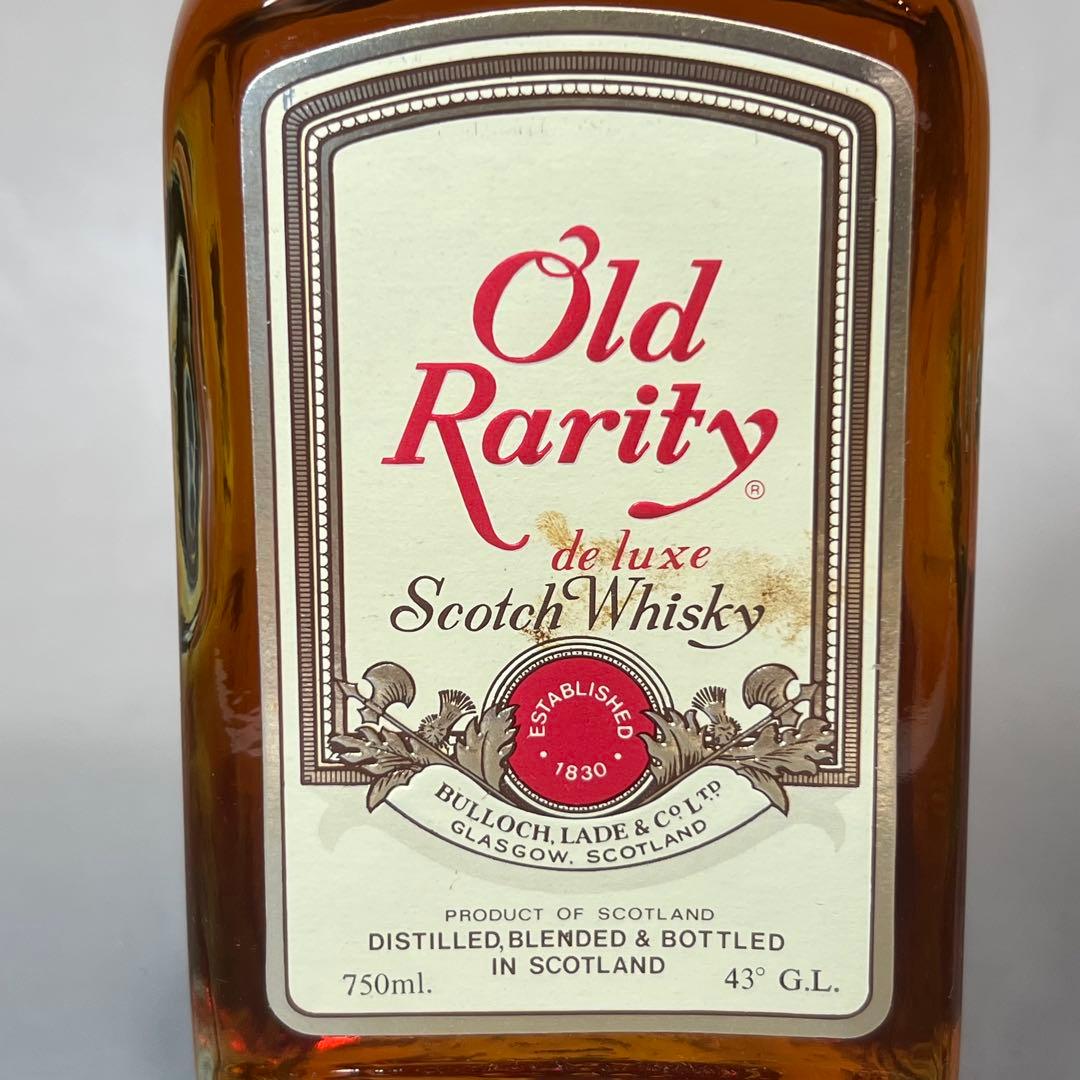 Old
Rarity
®
de luxe
Scotch Whisky
ESTABLISHED
• 1830 •
BULLOCH, LADE & Cº LTD
GLASGOW, SCOTLAND
PRODUCT OF SCOTLAND
DISTILLED, BLENDED & BOTTLED
IN SCOTLAND
750ml.
43° G.L.